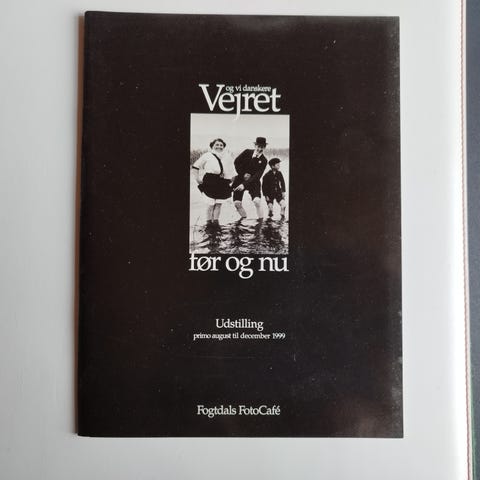 og vi danskere
Vejret
før og nu
Udstilling
primo august til december 1999
Fogtdals FotoCafé